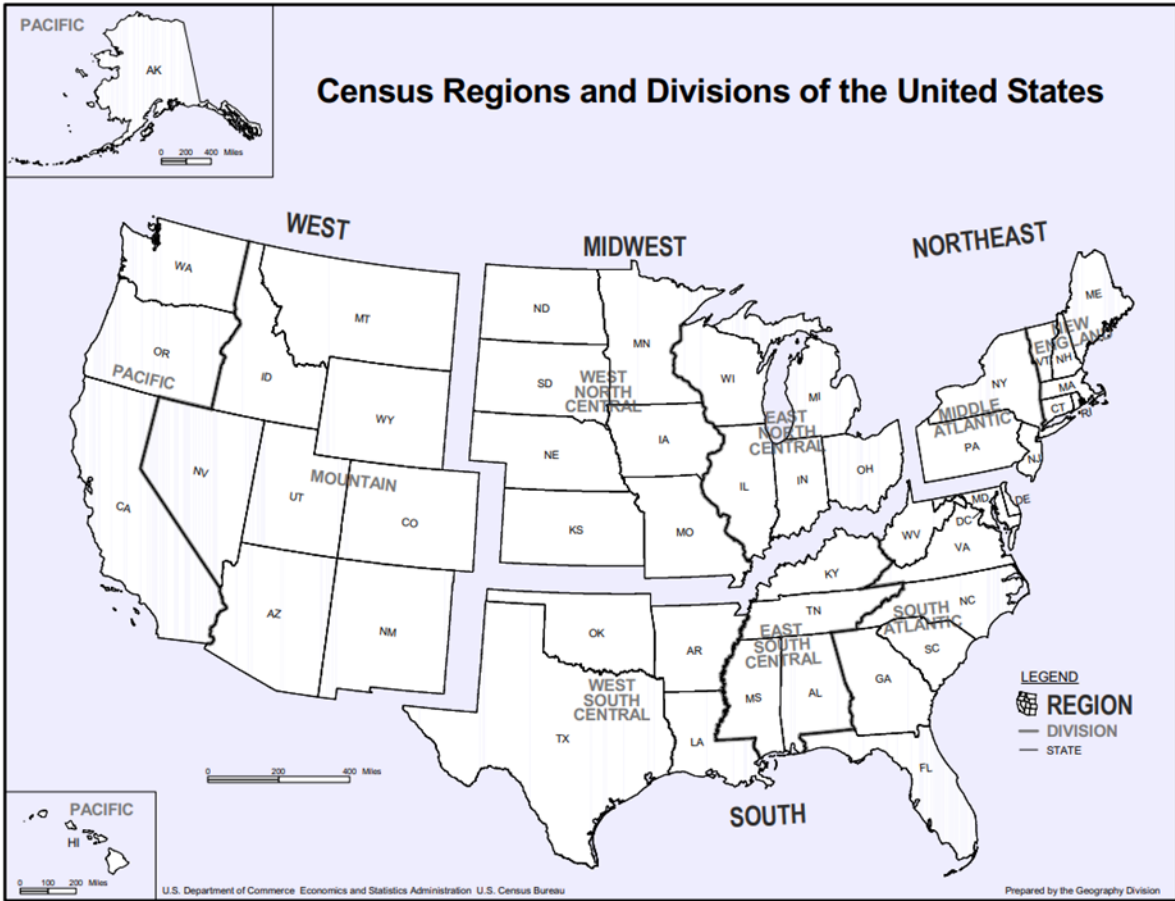 PACIFIC
AK
0 200 400 Miles
Census Regions and Divisions of the United States
WEST
MIDWEST
NORTHEAST
WA
MT
OR
PACIFIC
ID
WY
NV
UT
MOUNTAIN
CO
CA
AZ
NM
ND
MN
SD
WEST
NORTH
CENTRAL
NE
IA
KS
MO
WI
MI
EAST
NORTH
CENTRAL
IL
IN
OH
ME
NEW
ENGLAND
VT
NH
NY
MA
CT
RI
MIDDLE
ATLANTIC
PA
NJ
MD
DE
DC
WV
VA
KY
NC
TN
SOUTH
ATLANTIC
SC
EAST
SOUTH
CENTRAL
MS
AL
GA
FL
OK
AR
WEST
SOUTH
CENTRAL
TX
LA
SOUTH
LEGEND
REGION
DIVISION
STATE
0 200 400 Miles
PACIFIC
HI
0 100 200 Miles
U.S. Department of Commerce Economics and Statistics Administration U.S. Census Bureau
Prepared by the Geography Division